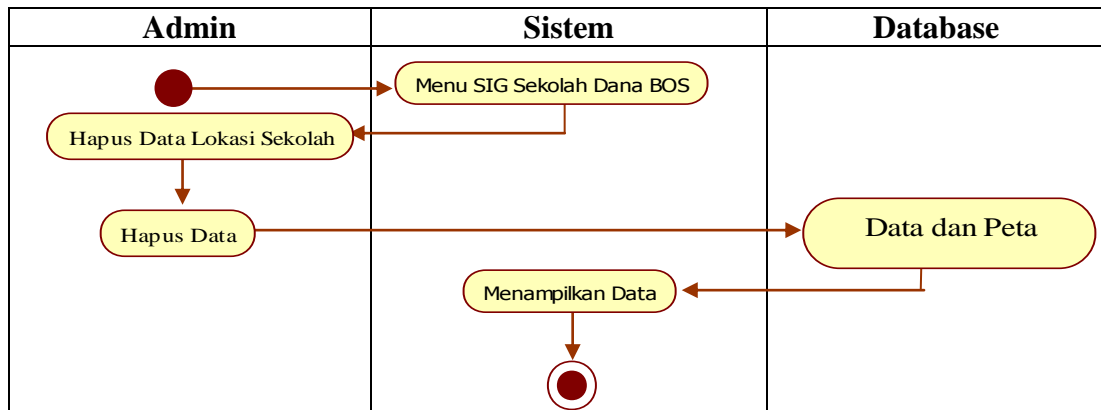 Admin
Sistem
Database
Menu SIG Sekolah Dana BOS
Hapus Data Lokasi Sekolah
Hapus Data
Data dan Peta
Menampilkan Data